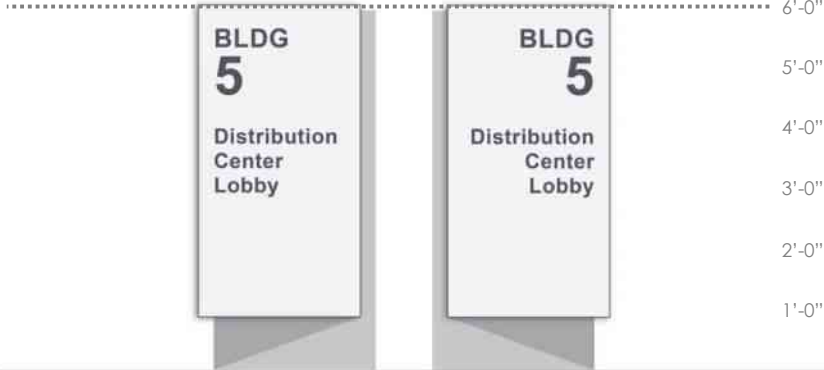 BLDG
5
Distribution
Center
Lobby
BLDG
5
Distribution
Center
Lobby
6’-0”
5’-0”
4’-0”
3’-0”
2’-0”
1’-0”